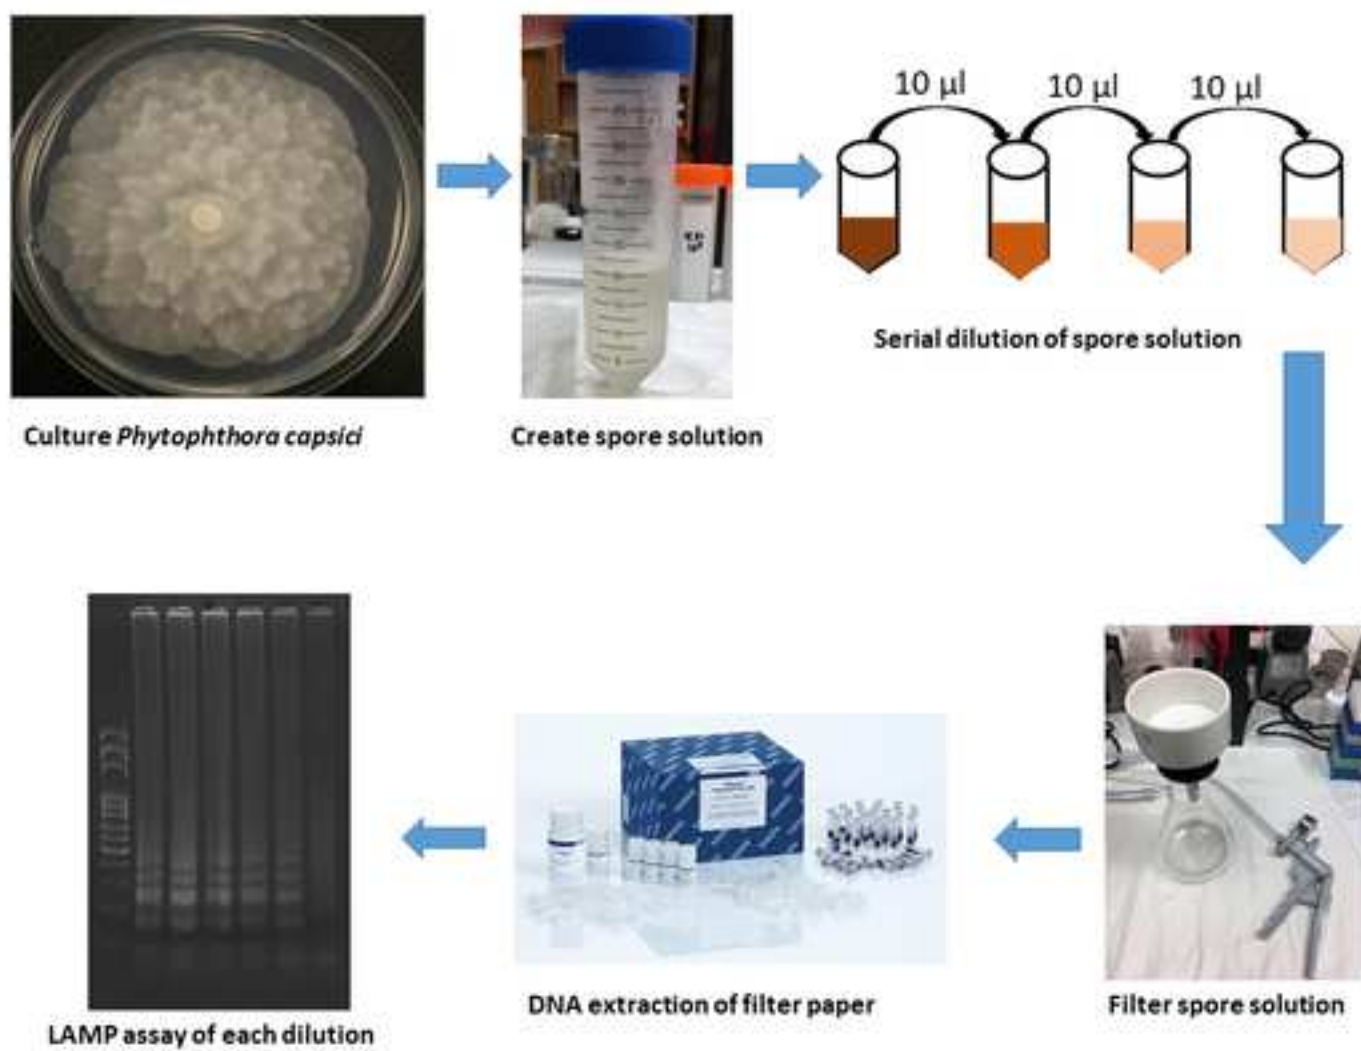 10 µl
10 µl
10 µl
Serial dilution of spore solution
Culture Phytophthora capsici
Create spore solution
LAMP assay of each dilution
DNA extraction of filter paper
Filter spore solution